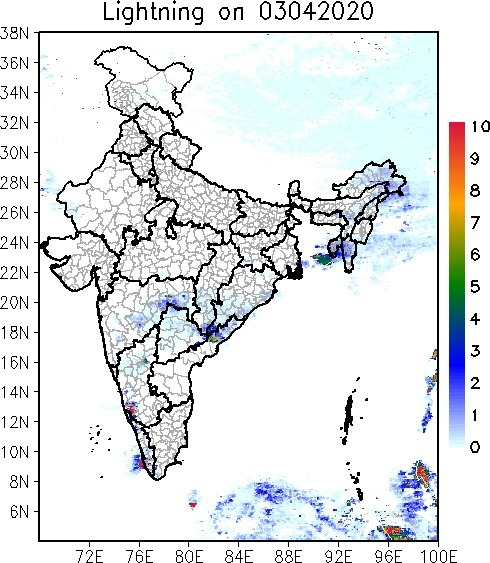 Lightning on 03042020
38N
36N
34N
32N
30N
28N
26N
24N
22N
20N
18N
16N
14N
12N
10N
8N
6N
72E 76E 80E 84E 88E 92E 96E 100E
10
9
8
7
6
5
4
3
2
1
0